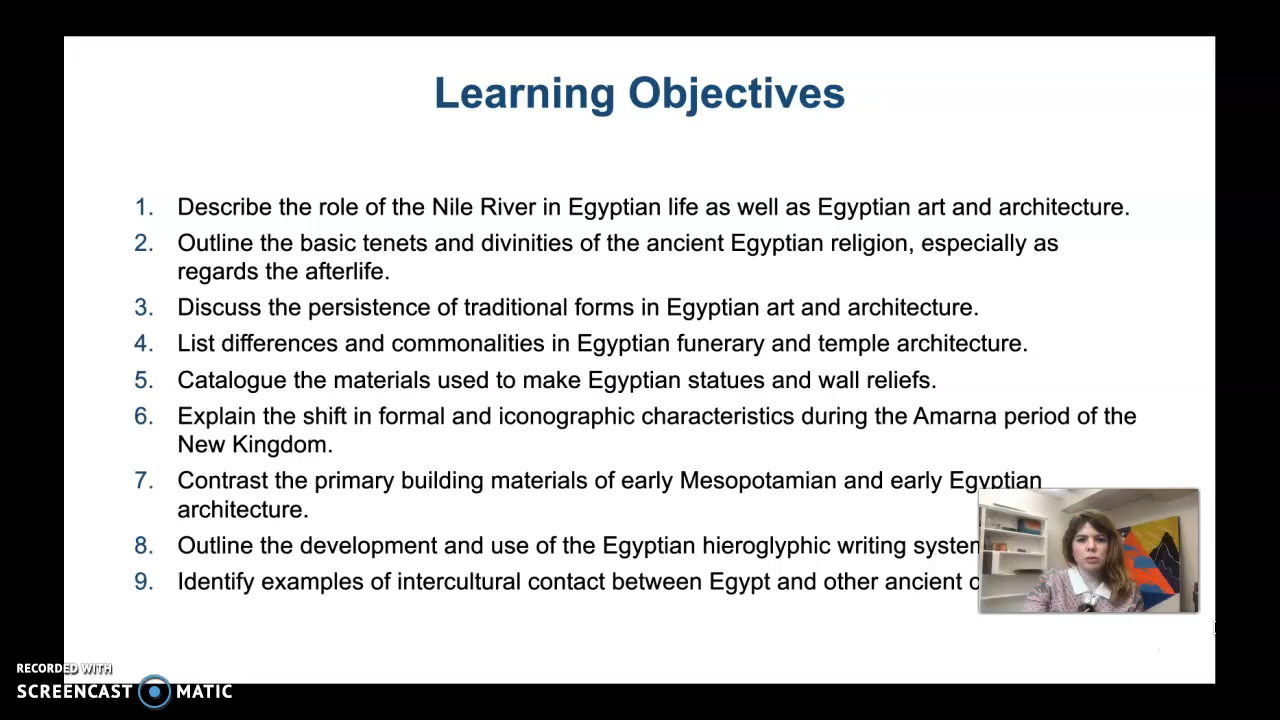 Learning Objectives
1. Describe the role of the Nile River in Egyptian life as well as Egyptian art and architecture.
2. Outline the basic tenets and divinities of the ancient Egyptian religion, especially as
regards the afterlife.
3. Discuss the persistence of traditional forms in Egyptian art and architecture.
4. List differences and commonalities in Egyptian funerary and temple architecture.
5. Catalogue the materials used to make Egyptian statues and wall reliefs.
6. Explain the shift in formal and iconographic characteristics during the Amarna period of the
New Kingdom.
7. Contrast the primary building materials of early Mesopotamian and early Egyptian
architecture.
8. Outline the development and use of the Egyptian hieroglyphic writing system
9. Identify examples of intercultural contact between Egypt and other ancient
RECORDED WITH
SCREENCAST MATIC